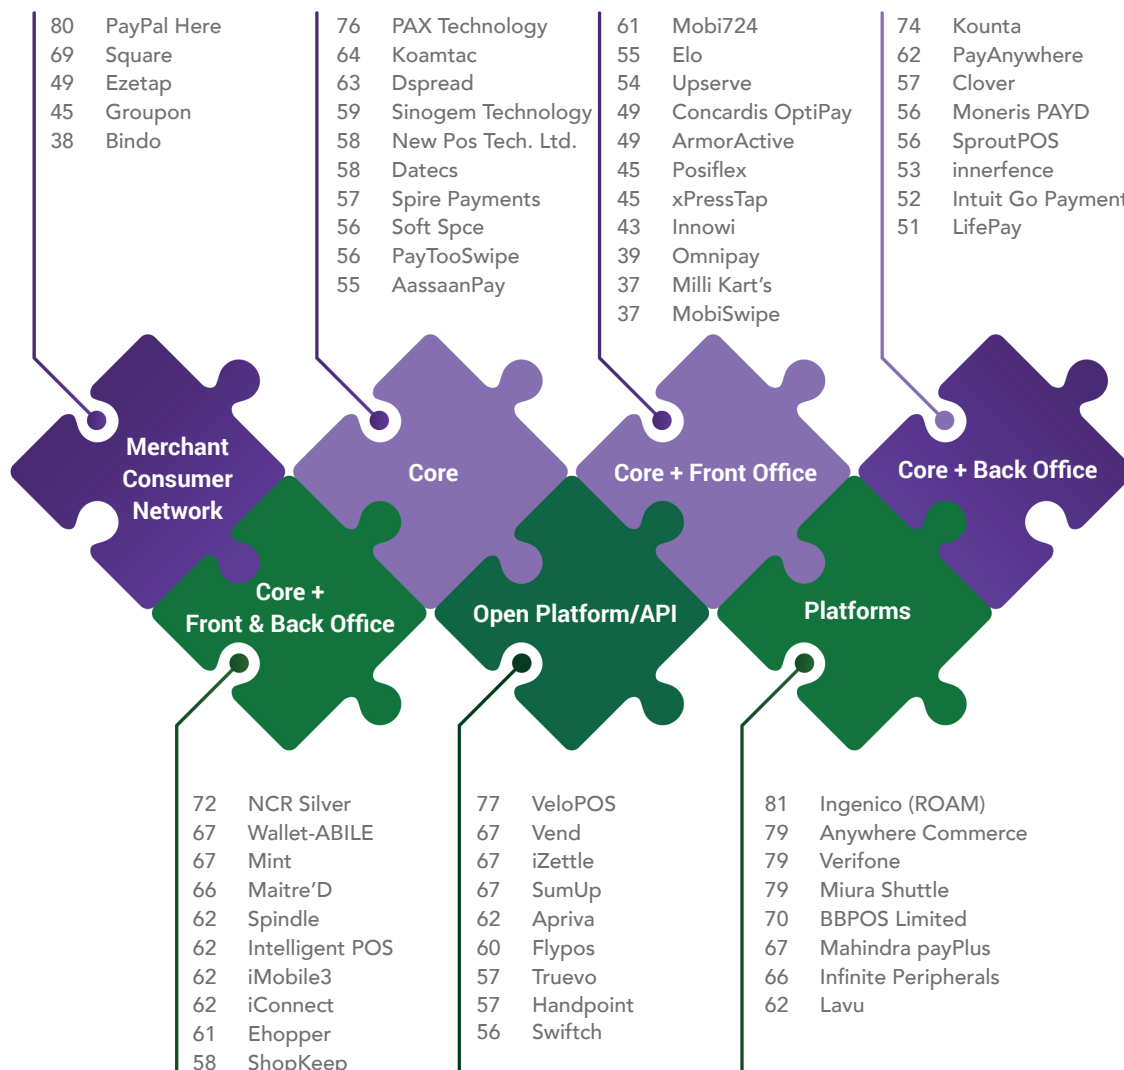 80 PayPal Here
69 Square
49 Ezetap
45 Groupon
38 Bindo
76 PAX Technology
64 Koamtac
63 Dspread
59 Sinogem Technology
58 New Pos Tech. Ltd.
58 Datecs
57 Spire Payments
56 Soft Spce
56 PayTooSwipe
55 AassaanPay
61 Mobi724
55 Elo
54 Upserve
49 Concardis OptiPay
49 ArmorActive
45 Posiflex
45 xPressTap
43 Innowi
39 Omnipay
37 Milli Kart’s
37 MobiSwipe
74 Kounta
62 PayAnywhere
57 Clover
56 Moneris PAYD
56 SproutPOS
53 innerfence
52 Intuit Go Payment
51 LifePay
Merchant
Consumer
Network
Core
Core + Front Office
Core + Back Office
Core +
Front & Back Office
Open Platform/API
Platforms
72 NCR Silver
67 Wallet-ABILE
67 Mint
66 Maitre’D
62 Spindle
62 Intelligent POS
62 iMobile3
62 iConnect
61 Ehopper
58 ShopKeep
77 VeloPOS
67 Vend
67 iZettle
67 SumUp
62 Apriva
60 Flypos
57 Truevo
57 Handpoint
56 Swiftch
81 Ingenico (ROAM)
79 Anywhere Commerce
79 Verifone
79 Miura Shuttle
70 BBPOS Limited
67 Mahindra payPlus
66 Infinite Peripherals
62 Lavu